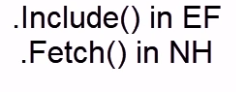 .Include() in EF
.Fetch() in NH